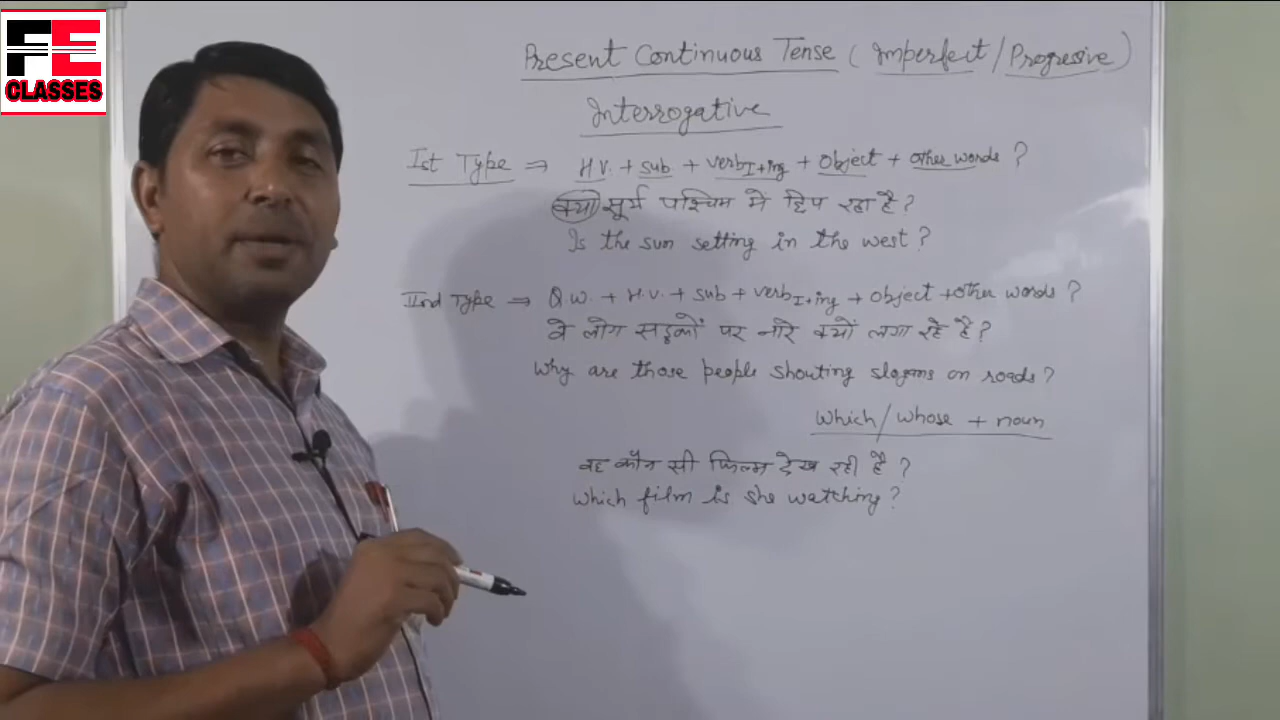 FE
CLASSES
Present Continuous Tense (Imperfect/Progressive)
Interrogative
Ist Type ⇒ H.V. + sub + verb I+ing + object + other words ?
क्या सूर्य पश्चिम में छिप रहा है ?
Is the sun setting in the west ?
IInd Type ⇒ Q.W. + H.V. + sub + verb I+ing + object + other words ?
वे लोग सड़कों पर नारे क्यों लगा रहे है ?
Why are those people shouting slogans on roads ?
Which/whose + noun
वह कौन सी फिल्म देख रही है ?
Which film is she watching ?